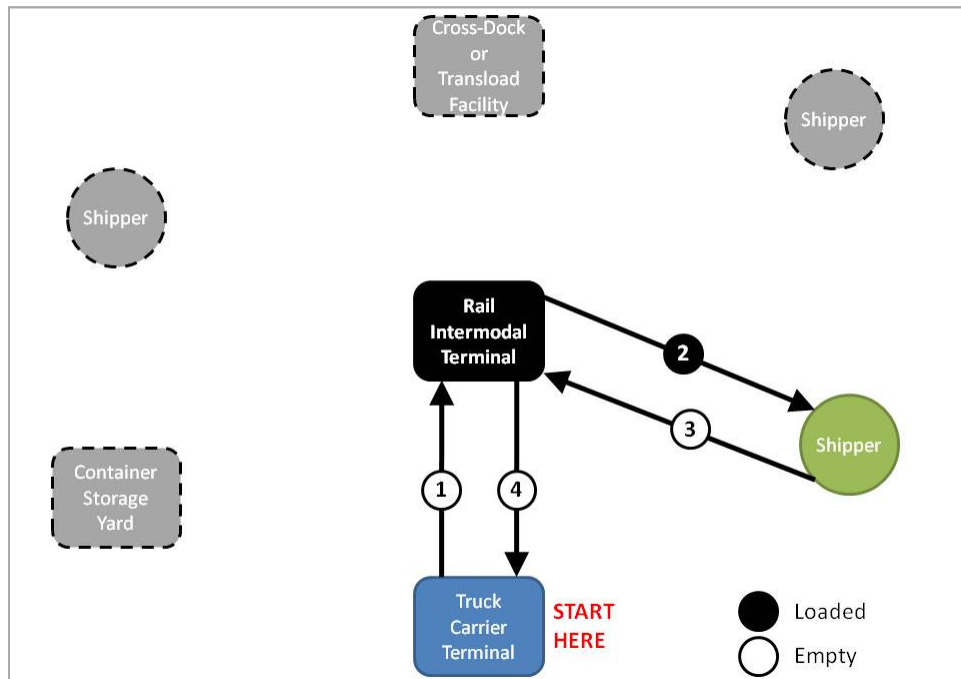 Cross-Dock
or
Transload
Facility
Shipper
Shipper
Rail
Intermodal
Terminal
2
3
Shipper
Container
Storage
Yard
1
4
Truck
Carrier
Terminal
START
HERE
Loaded
Empty